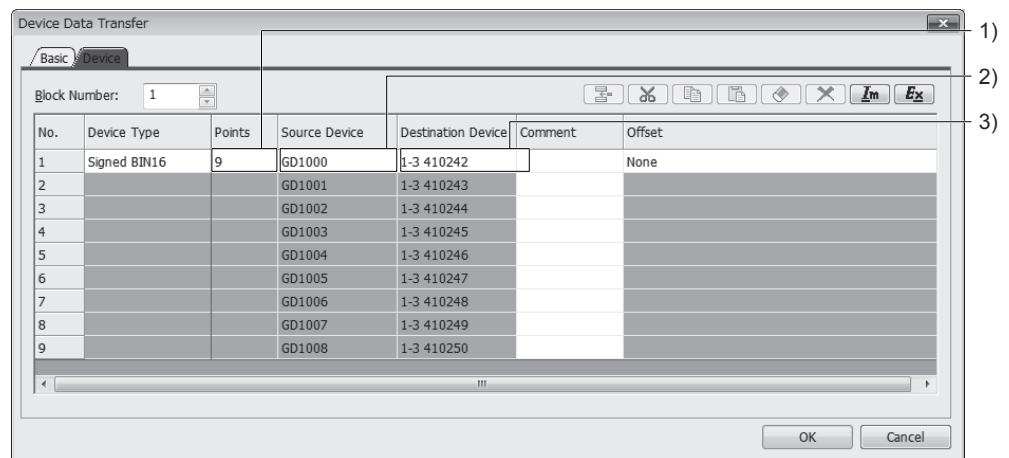 Device Data Transfer
1)
Basic Device
2)
Block Number: 1 Im Ex
3)
No. Device Type Points Source Device Destination Device Comment Offset
1 Signed BIN16 9 GD1000 1-3 410242 None
2 GD1001 1-3 410243
3 GD1002 1-3 410244
4 GD1003 1-3 410245
5 GD1004 1-3 410246
6 GD1005 1-3 410247
7 GD1006 1-3 410248
8 GD1007 1-3 410249
9 GD1008 1-3 410250
OK Cancel